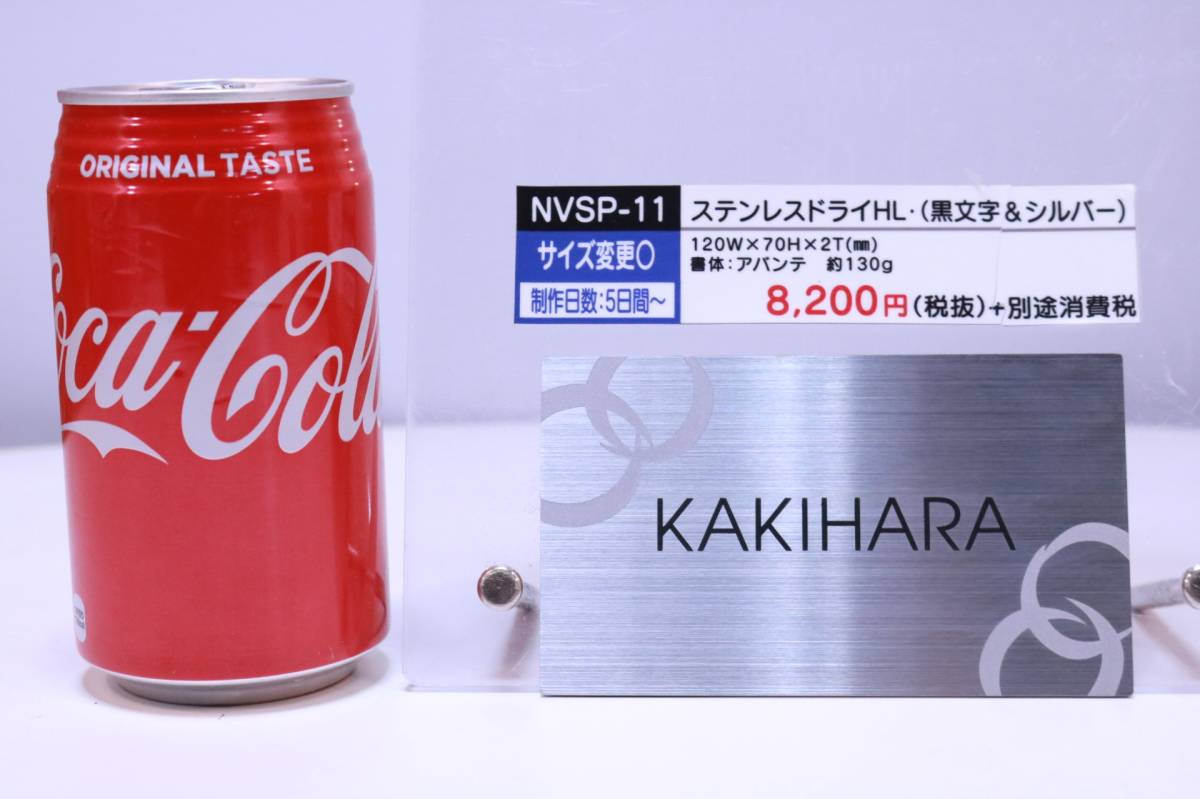 ORIGINAL TASTE
Coca-Cola
NVSP-11
ステンレスドライHL・(黒文字＆シルバー)
サイズ変更〇
120W×70H×2T(㎜)
書体:アバンテ 約130g
制作日数:5日間～
8,200円(税抜)+別途消費税
KAKIHARA